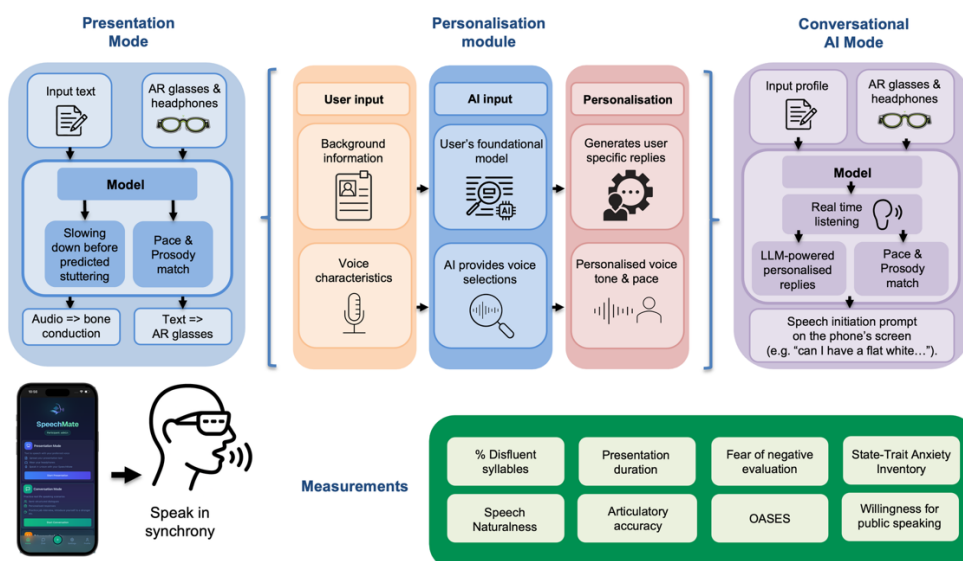 Presentation
Mode
Input text
AR glasses &
headphones
Model
Slowing
down before
predicted
stuttering
Pace &
Prosody
match
Audio => bone
conduction
Text =>
AR glasses
Personalisation
module
User input
AI input
Personalisation
Background
information
User's foundational
model
AI
Generates user
specific replies
Voice
characteristics
AI provides voice
selections
Personalised voice
tone & pace
Conversational
AI Mode
Input profile
AR glasses &
headphones
Model
Real time
listening
LLM-powered
personalised
replies
Pace &
Prosody
match
Speech initiation prompt
on the phone's screen
(e.g. "can I have a flat white…").
SpeechMate
Presentation Mode
Conversation Mode
Speak in
synchrony
Measurements
% Disfluent
syllables
Presentation
duration
Fear of negative
evaluation
State-Trait Anxiety
Inventory
Speech
Naturalness
Articulatory
accuracy
OASES
Willingness for
public speaking